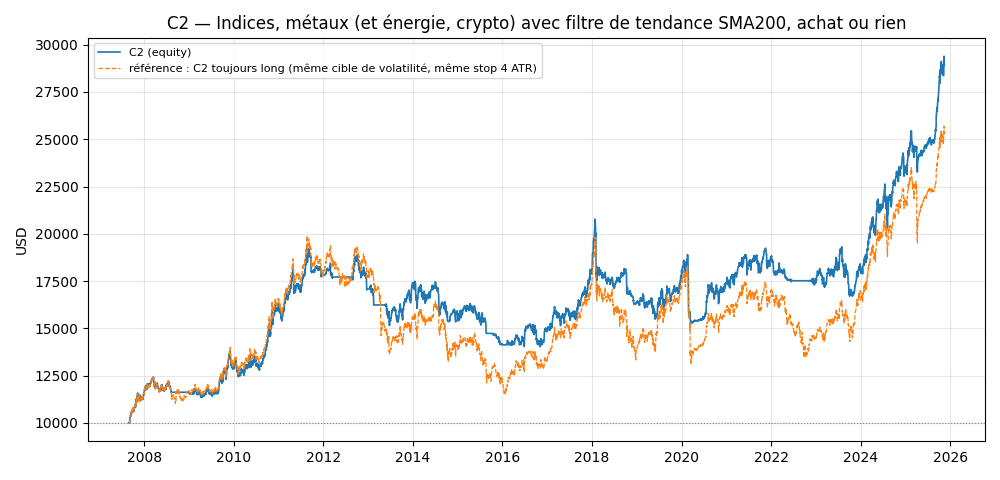 C2 — Indices, métaux (et énergie, crypto) avec filtre de tendance SMA200, achat ou rien
C2 (equity)
référence : C2 toujours long (même cible de volatilité, même stop 4 ATR)
USD
30000
27500
25000
22500
20000
17500
15000
12500
10000
2008 2010 2012 2014 2016 2018 2020 2022 2024 2026